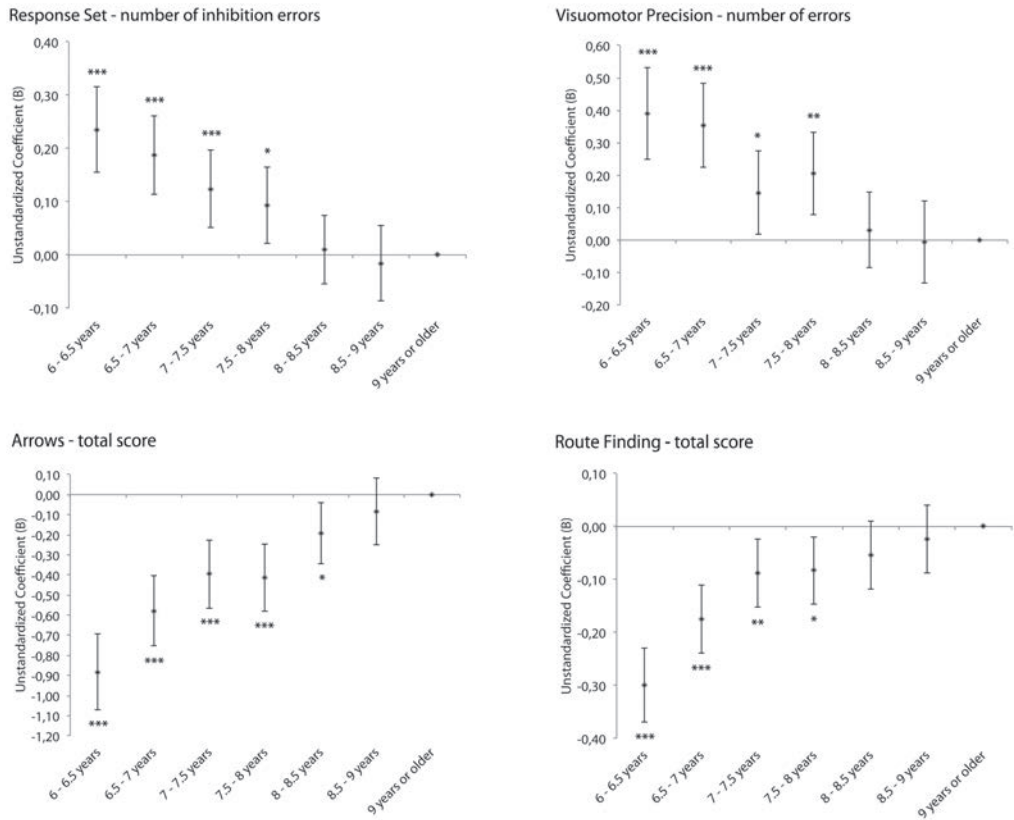 Response Set - number of inhibition errors
Unstandardized Coefficient (B)
0,40
0,30
0,20
0,10
0,00
-0,10
***
***
***
*
6 - 6.5 years
6.5 - 7 years
7 - 7.5 years
7.5 - 8 years
8 - 8.5 years
8.5 - 9 years
9 years or older
Visuomotor Precision - number of errors
Unstandardized Coefficient (B)
0,60
0,50
0,40
0,30
0,20
0,10
0,00
-0,10
-0,20
***
***
*
**
6 - 6.5 years
6.5 - 7 years
7 - 7.5 years
7.5 - 8 years
8 - 8.5 years
8.5 - 9 years
9 years or older
Arrows - total score
Unstandardized Coefficient (B)
0,10
0,00
-0,10
-0,20
-0,30
-0,40
-0,50
-0,60
-0,70
-0,80
-0,90
-1,00
-1,10
-1,20
***
***
***
***
*
6 - 6.5 years
6.5 - 7 years
7 - 7.5 years
7.5 - 8 years
8 - 8.5 years
8.5 - 9 years
9 years or older
Route Finding - total score
Unstandardized Coefficient (B)
0,10
0,00
-0,10
-0,20
-0,30
-0,40
***
***
**
*
6 - 6.5 years
6.5 - 7 years
7 - 7.5 years
7.5 - 8 years
8 - 8.5 years
8.5 - 9 years
9 years or older